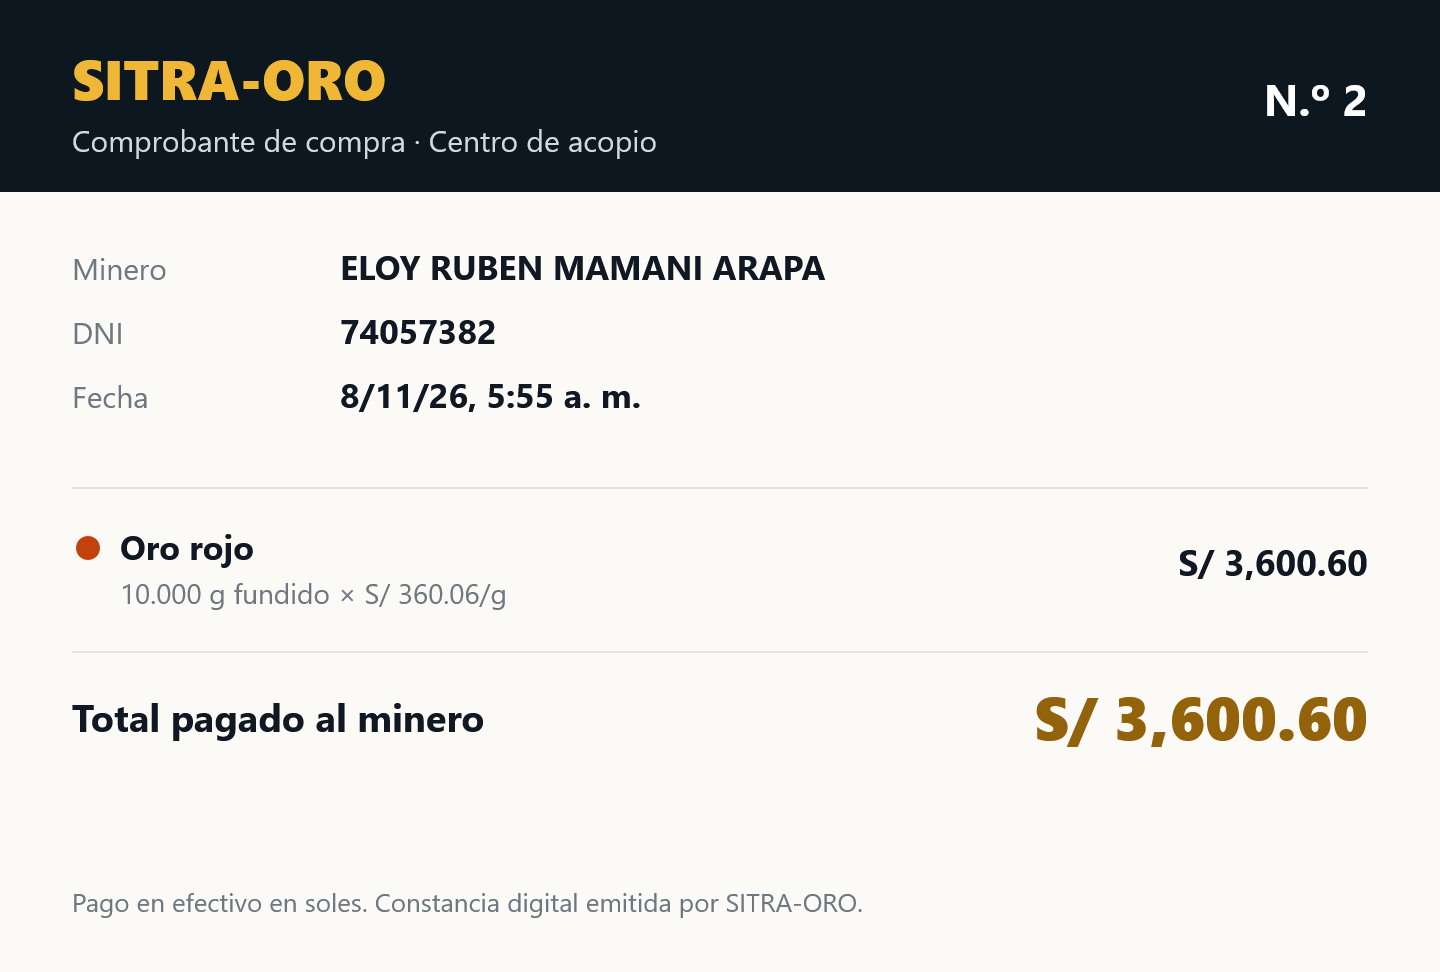 SITRA-ORO
Comprobante de compra · Centro de acopio
N.º 2
Minero ELOY RUBEN MAMANI ARAPA
DNI 74057382
Fecha 8/11/26, 5:55 a. m.
Oro rojo
10.000 g fundido × S/ 360.06/g
S/ 3,600.60
Total pagado al minero S/ 3,600.60
Pago en efectivo en soles. Constancia digital emitida por SITRA-ORO.